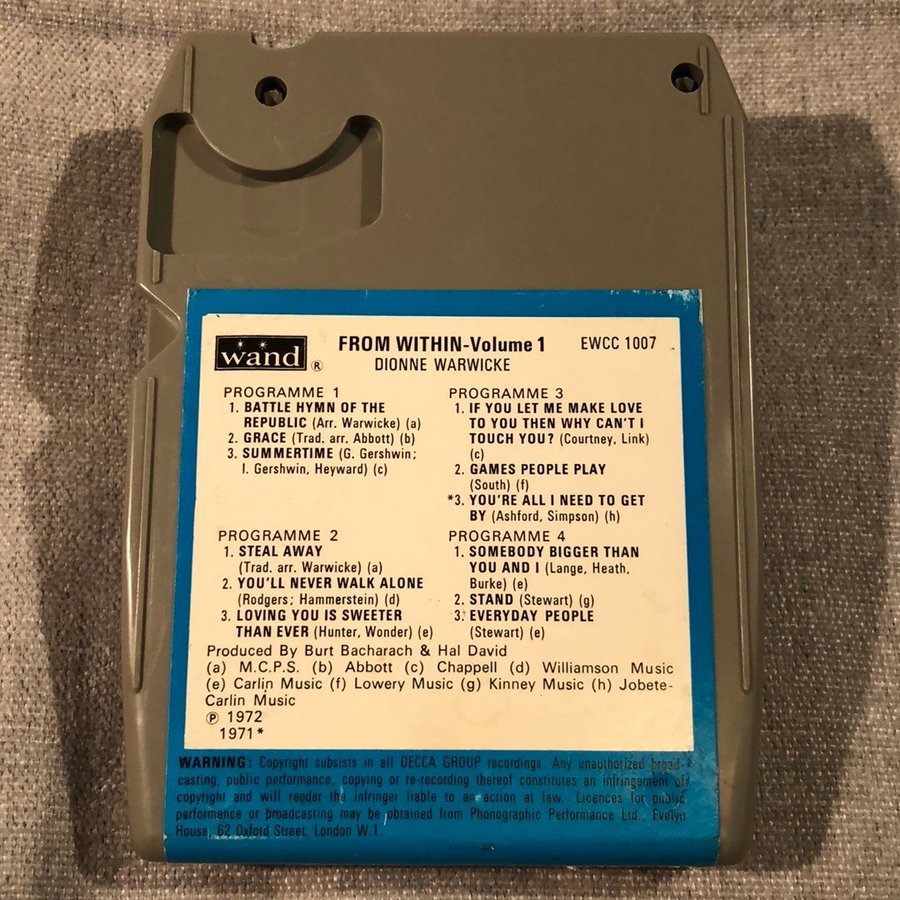 wand ®
FROM WITHIN-Volume 1
EWCC 1007
DIONNE WARWICKE
PROGRAMME 1
1. BATTLE HYMN OF THE
REPUBLIC (Arr. Warwicke) (a)
2. GRACE (Trad. arr. Abbott) (b)
3. SUMMERTIME (G. Gershwin;
I. Gershwin, Heyward) (c)
PROGRAMME 2
1. STEAL AWAY
(Trad. arr. Warwicke) (a)
2. YOU'LL NEVER WALK ALONE
(Rodgers; Hammerstein) (d)
3. LOVING YOU IS SWEETER
THAN EVER (Hunter, Wonder) (e)
PROGRAMME 3
1. IF YOU LET ME MAKE LOVE
TO YOU THEN WHY CAN'T I
TOUCH YOU? (Courtney, Link)
(c)
2. GAMES PEOPLE PLAY
(South) (f)
*3. YOU'RE ALL I NEED TO GET
BY (Ashford, Simpson) (h)
PROGRAMME 4
1. SOMEBODY BIGGER THAN
YOU AND I (Lange, Heath,
Burke) (e)
2. STAND (Stewart) (g)
3. EVERYDAY PEOPLE
(Stewart) (e)
Produced By Burt Bacharach & Hal David
(a) M.C.P.S. (b) Abbott (c) Chappell (d) Williamson Music
(e) Carlin Music (f) Lowery Music (g) Kinney Music (h) Jobete-
Carlin Music
℗ 1972
1971*
WARNING: Copyright subsists in all DECCA GROUP recordings. Any unauthorized broad-
casting, public performance, copying or re-recording thereof constitutes an infringement of
copyright and will render the infringer liable to an action at law. Licences for public
performance or broadcasting may be obtained from Phonographic Performance Ltd., Evelyn
House, 62 Oxford Street, London W.1.